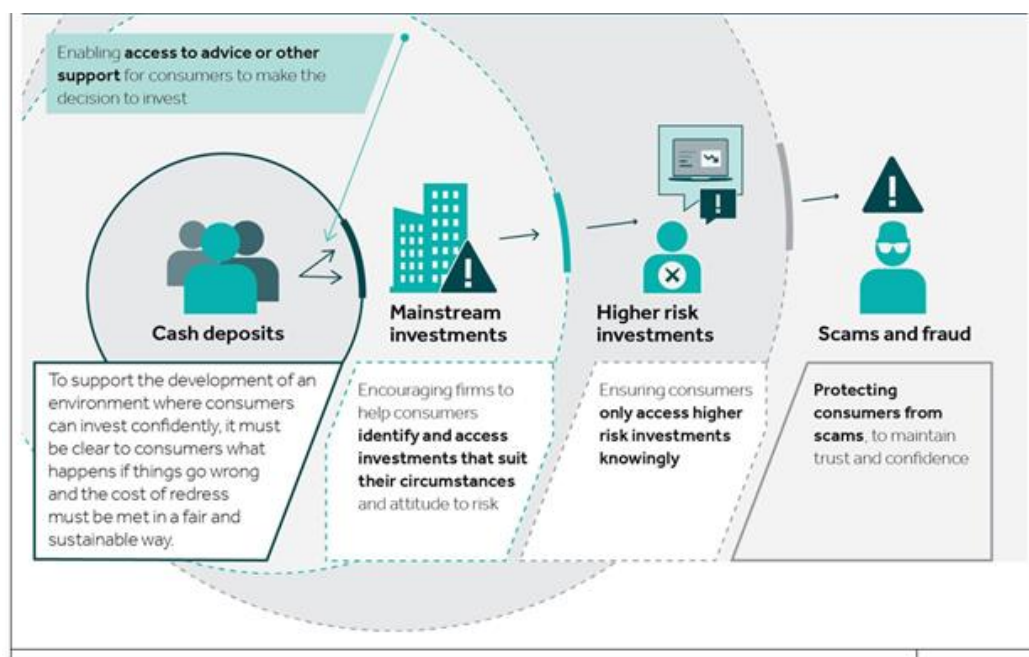 Enabling access to advice or other
support for consumers to make the
decision to invest
Cash deposits
Mainstream
investments
Higher risk
investments
Scams and fraud
To support the development of an
environment where consumers
can invest confidently, it must
be clear to consumers what
happens if things go wrong
and the cost of redress
must be met in a fair and
sustainable way.
Encouraging firms to
help consumers
identify and access
investments that suit
their circumstances
and attitude to risk
Ensuring consumers
only access higher
risk investments
knowingly
Protecting
consumers from
scams, to maintain
trust and confidence